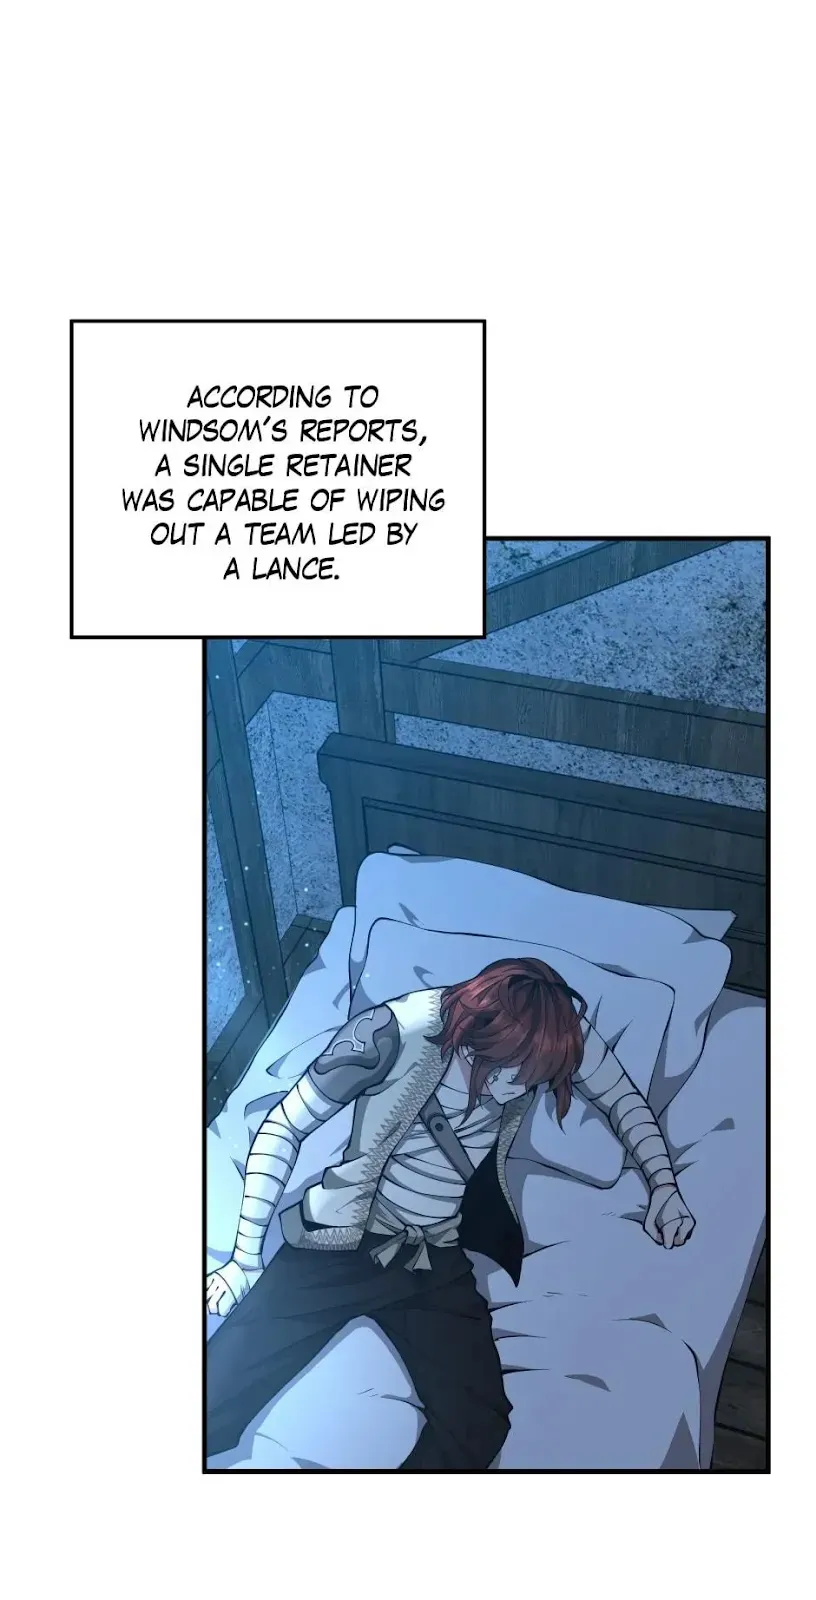 ACCORDING TO
WINDSOM'S REPORTS,
A SINGLE RETAINER
WAS CAPABLE OF WIPING
OUT A TEAM LED BY
A LANCE.